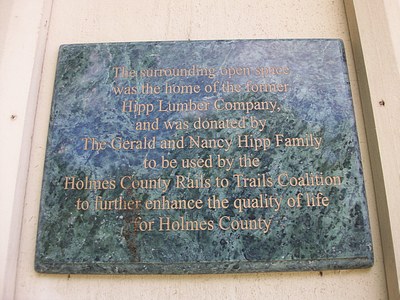 The surrounding open space
was the home of the former
Hipp Lumber Company,
and was donated by
The Gerald and Nancy Hipp Family
to be used by the
Holmes County Rails to Trails Coalition
to further enhance the quality of life
for Holmes County